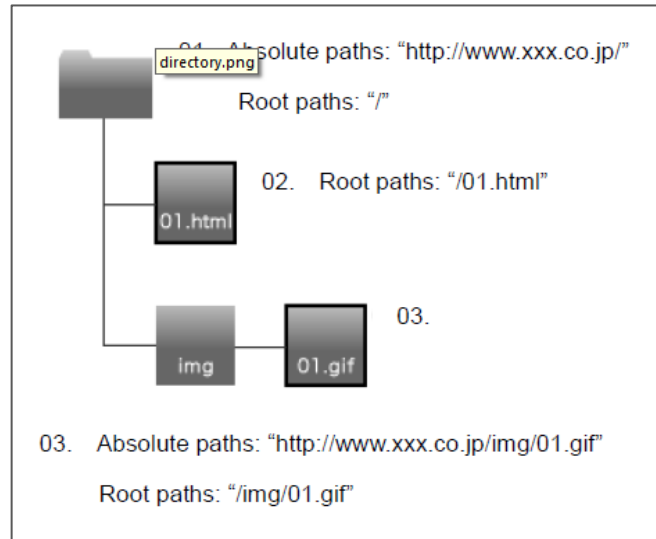 directory.png
Absolute paths: “http://www.xxx.co.jp/”
Root paths: “/”
02. Root paths: “/01.html”
01.html
03.
img
01.gif
03. Absolute paths: “http://www.xxx.co.jp/img/01.gif”
Root paths: “/img/01.gif”